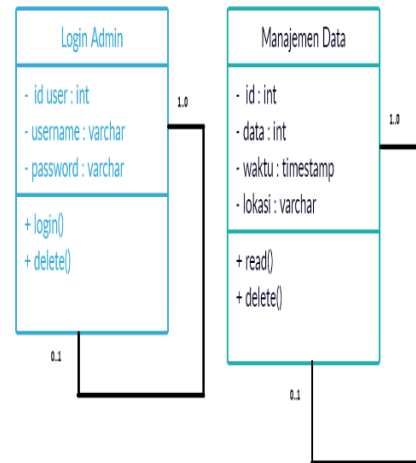 Login Admin
- id user : int
- username : varchar
- password : varchar
+ login()
+ delete()
1..0
0..1
Manajemen Data
- id : int
- data : int
- waktu : timestamp
- lokasi : varchar
+ read()
+ delete()
1..0
0..1